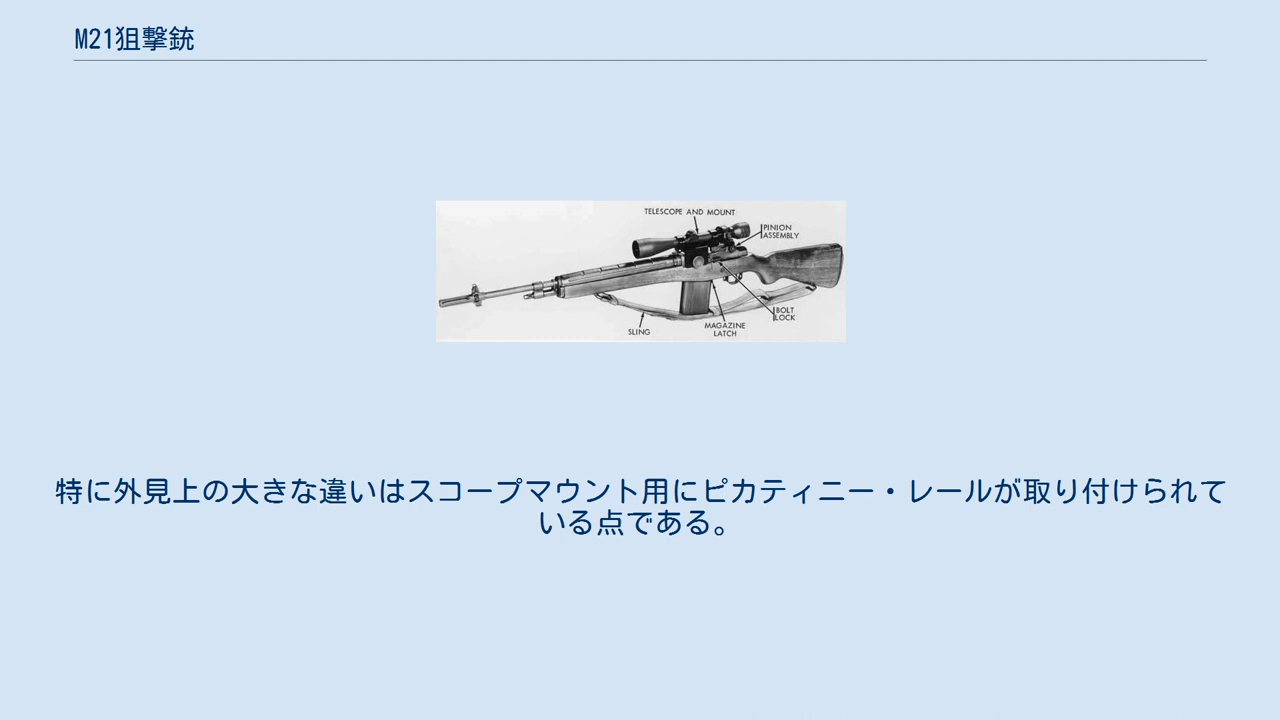 M21狙撃銃
TELESCOPE AND MOUNT
PINION
ASSEMBLY
BOLT
LOCK
SLING
MAGAZINE
LATCH
特に外見上の大きな違いはスコープマウント用にピカティニー・レールが取り付けられて
いる点である。